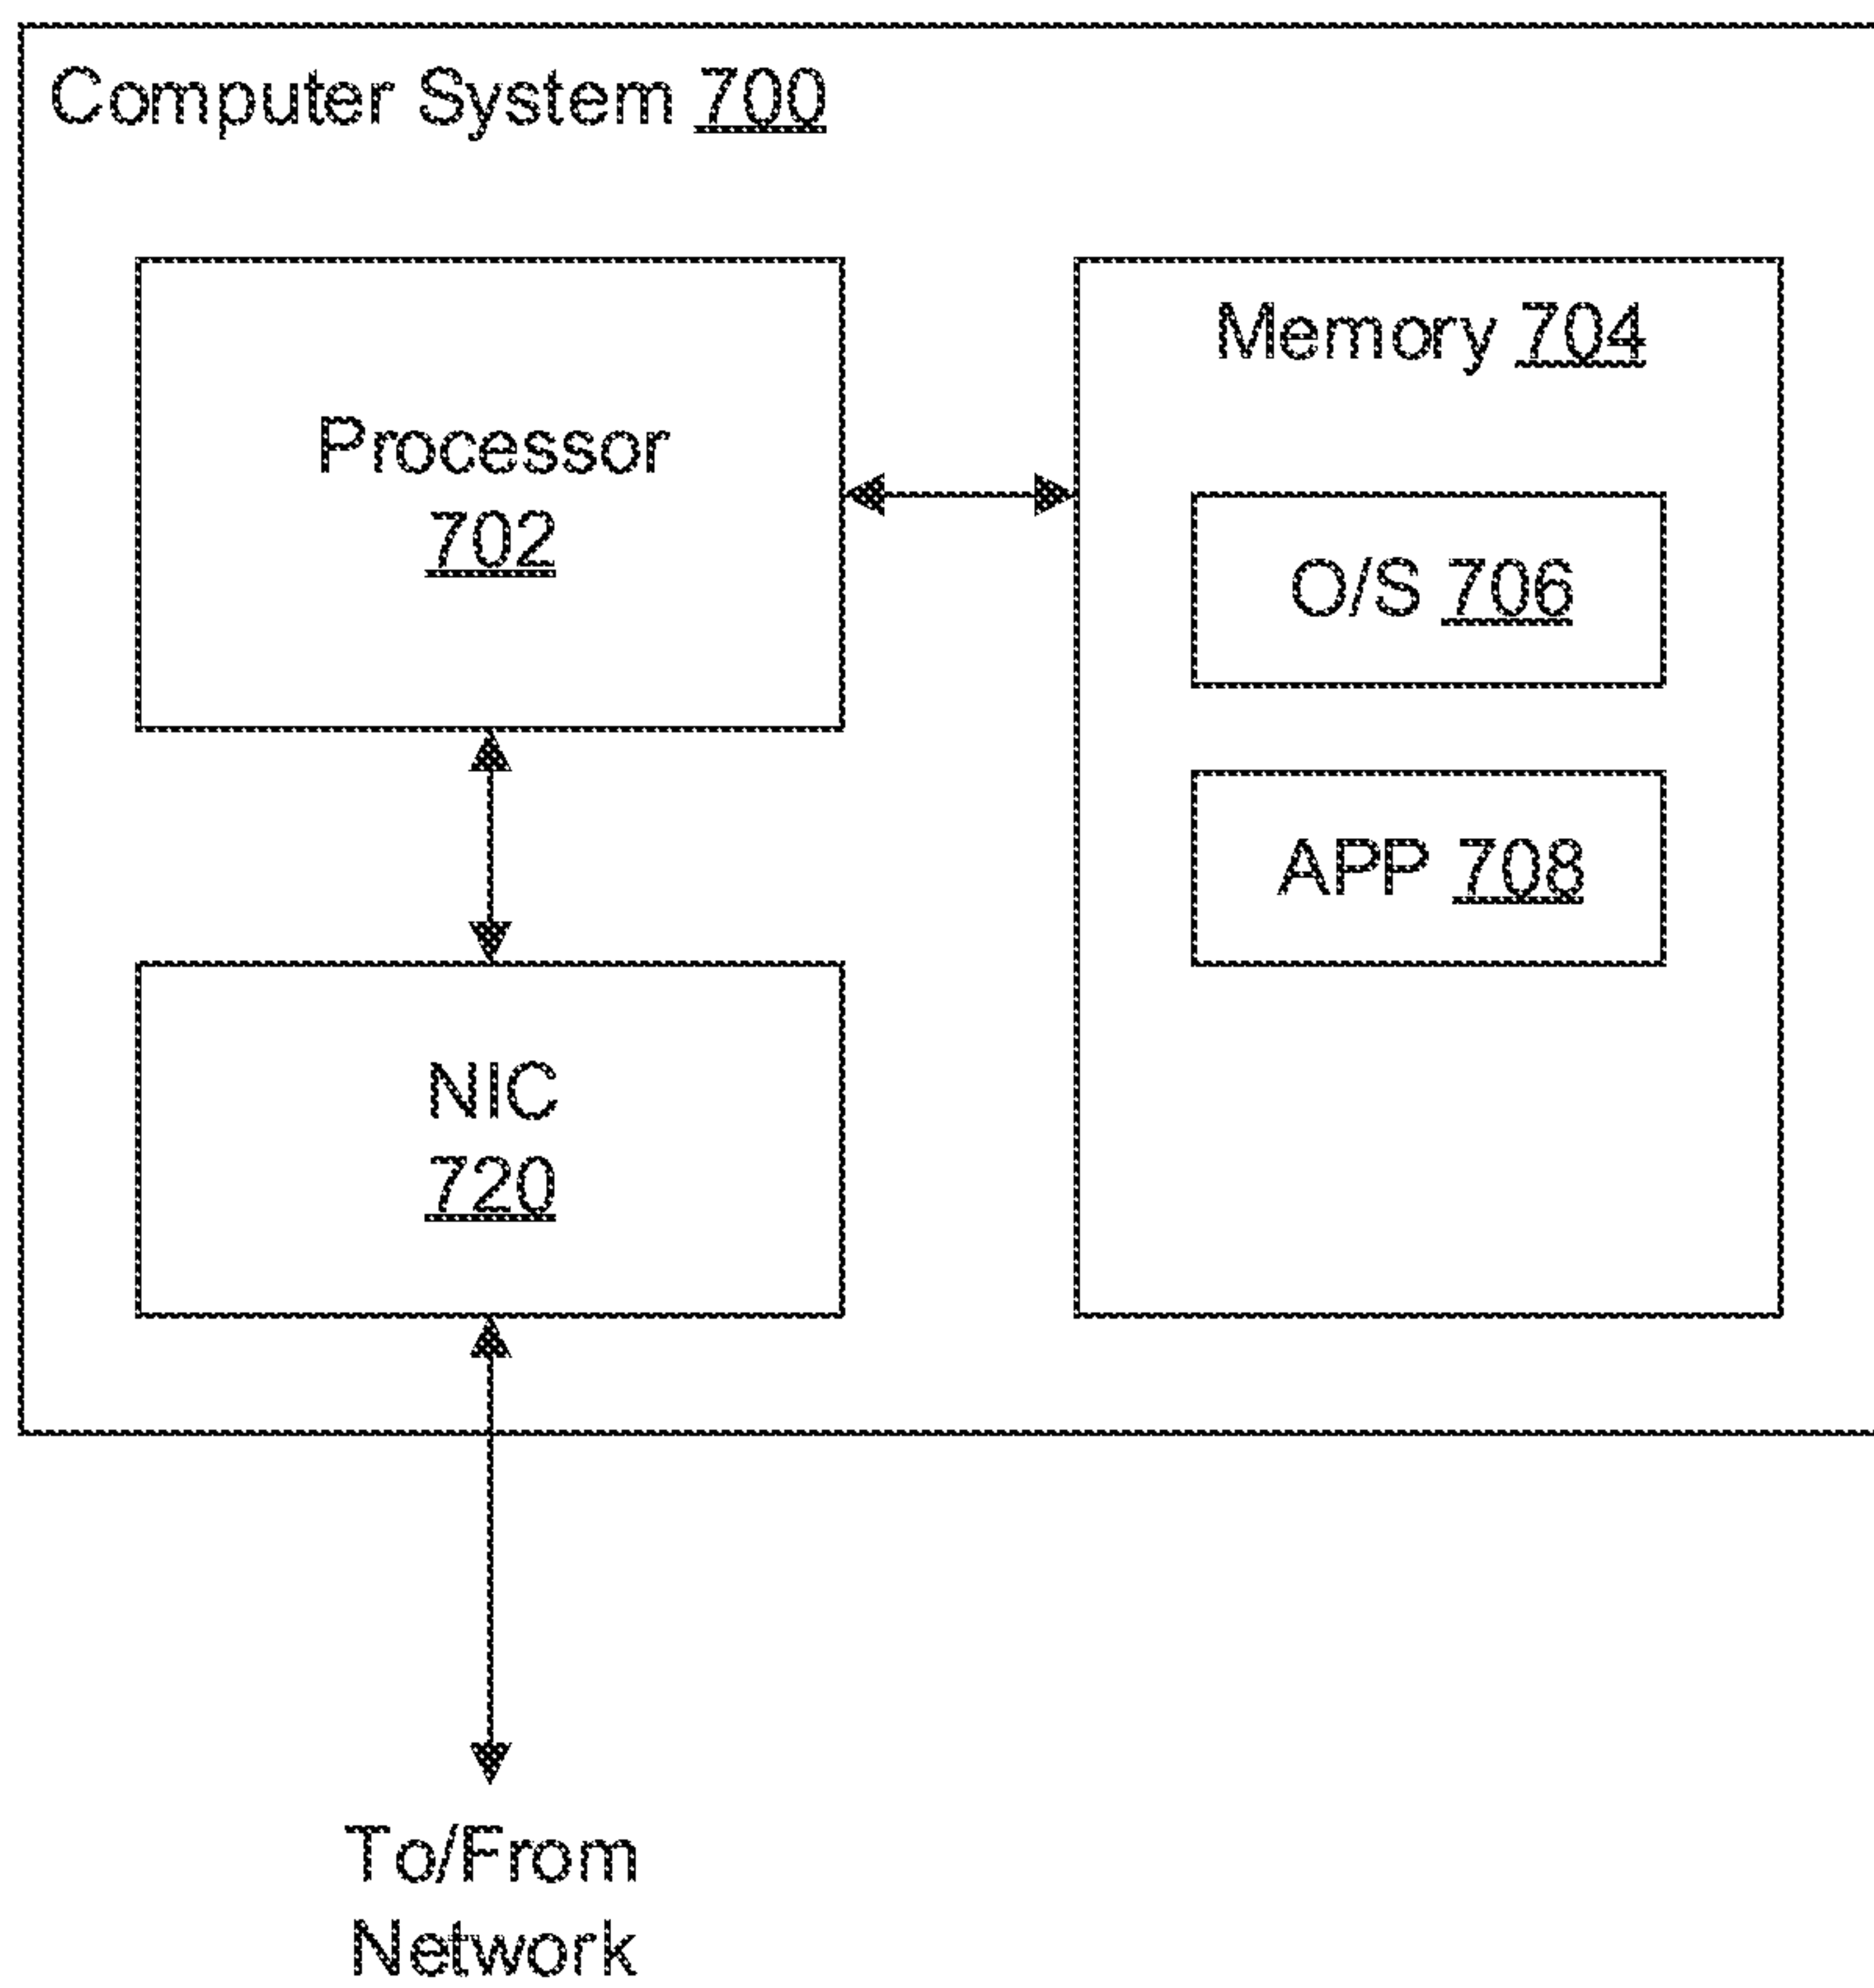 Computer System 700
Processor
702
Memory 704
O/S 706
APP 708
NIC
720
To/From
Network